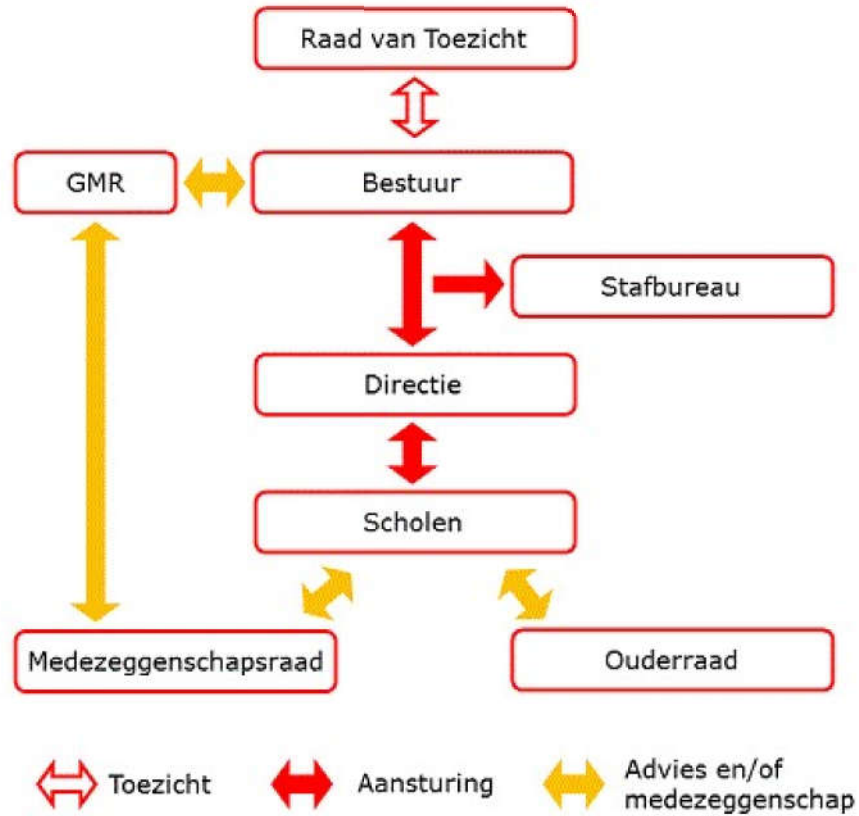 Raad van Toezicht
GMR
Bestuur
Stafbureau
Directie
Scholen
Medezeggenschapsraad
Ouderraad
Toezicht
Aansturing
Advies en/of
medezeggenschap